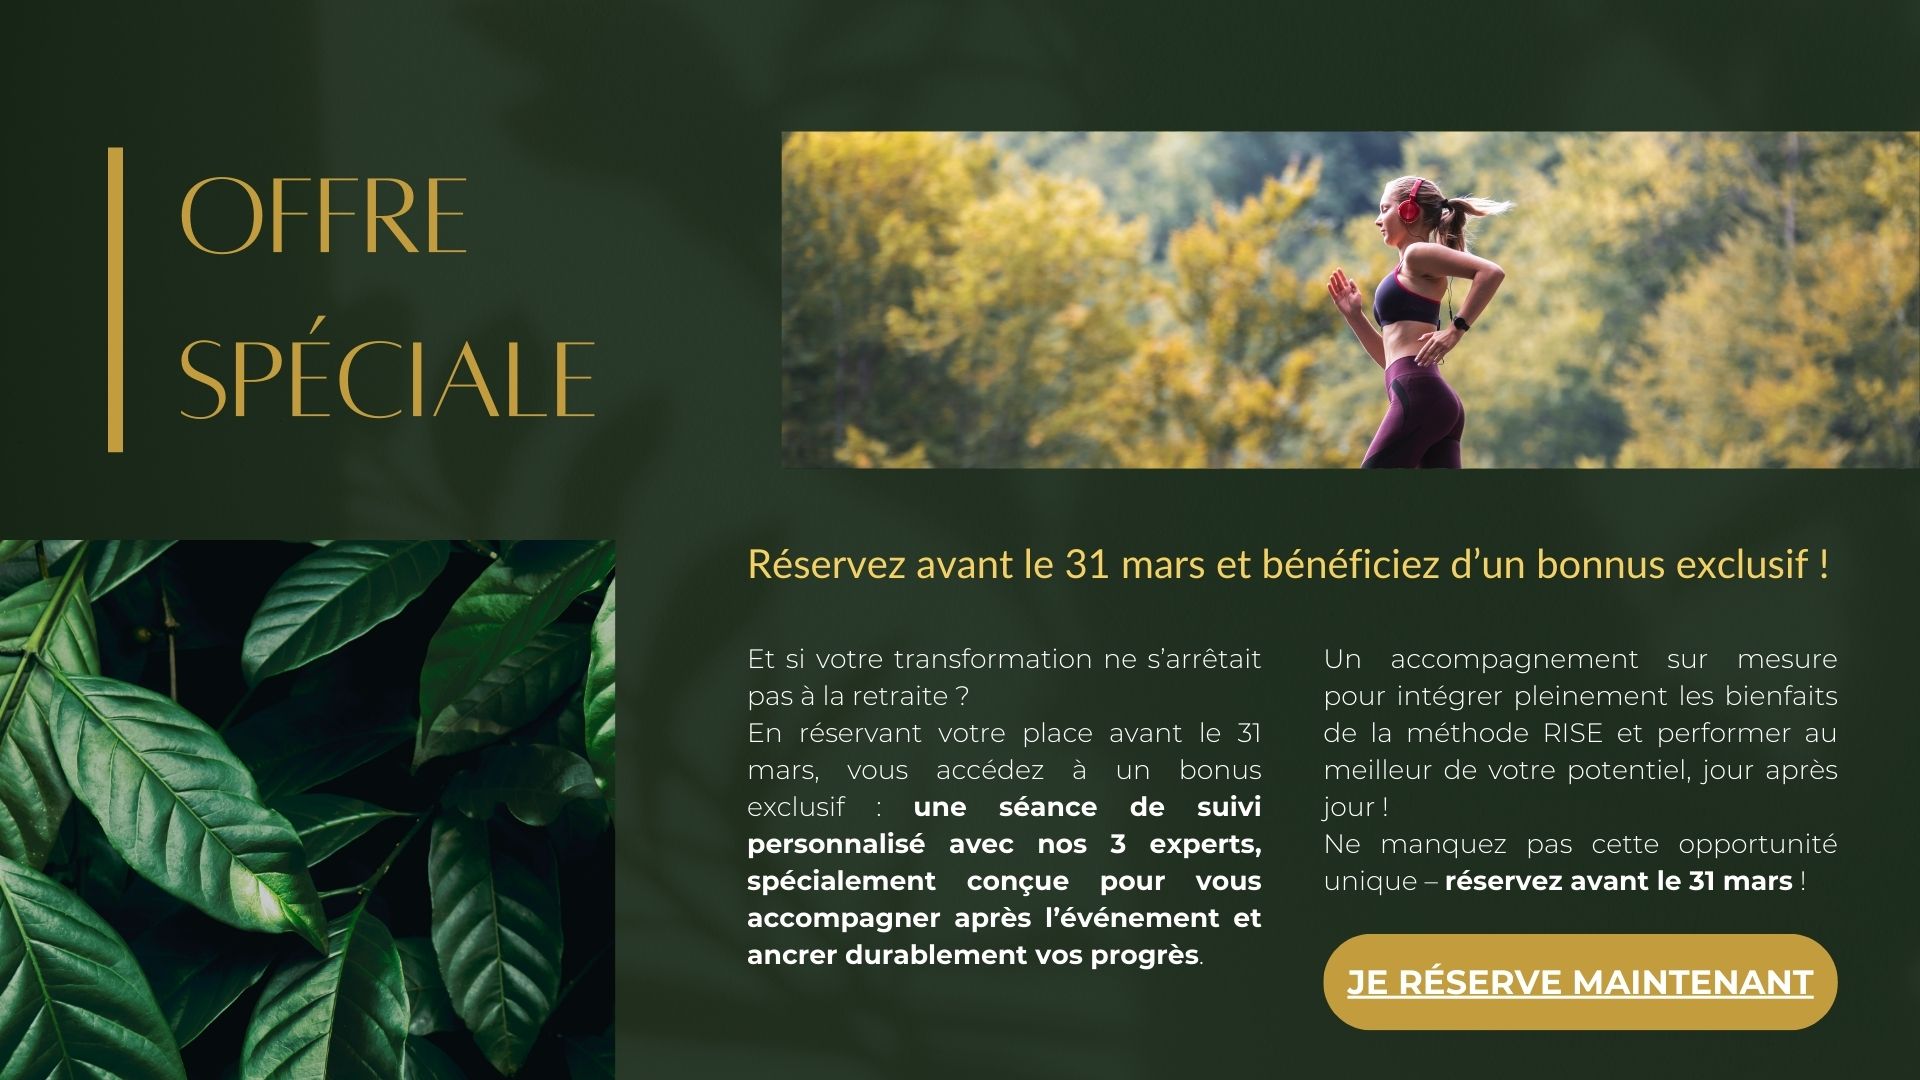 OFFRE
SPÉCIALE
Réservez avant le 31 mars et bénéficiez d’un bonnus exclusif !
Et si votre transformation ne s’arrêtait
pas à la retraite ?
En réservant votre place avant le 31
mars, vous accédez à un bonus
exclusif : une séance de suivi
personnalisé avec nos 3 experts,
spécialement conçue pour vous
accompagner après l’événement et
ancrer durablement vos progrès.
Un accompagnement sur mesure
pour intégrer pleinement les bienfaits
de la méthode RISE et performer au
meilleur de votre potentiel, jour après
jour !
Ne manquez pas cette opportunité
unique – réservez avant le 31 mars !
JE RÉSERVE MAINTENANT